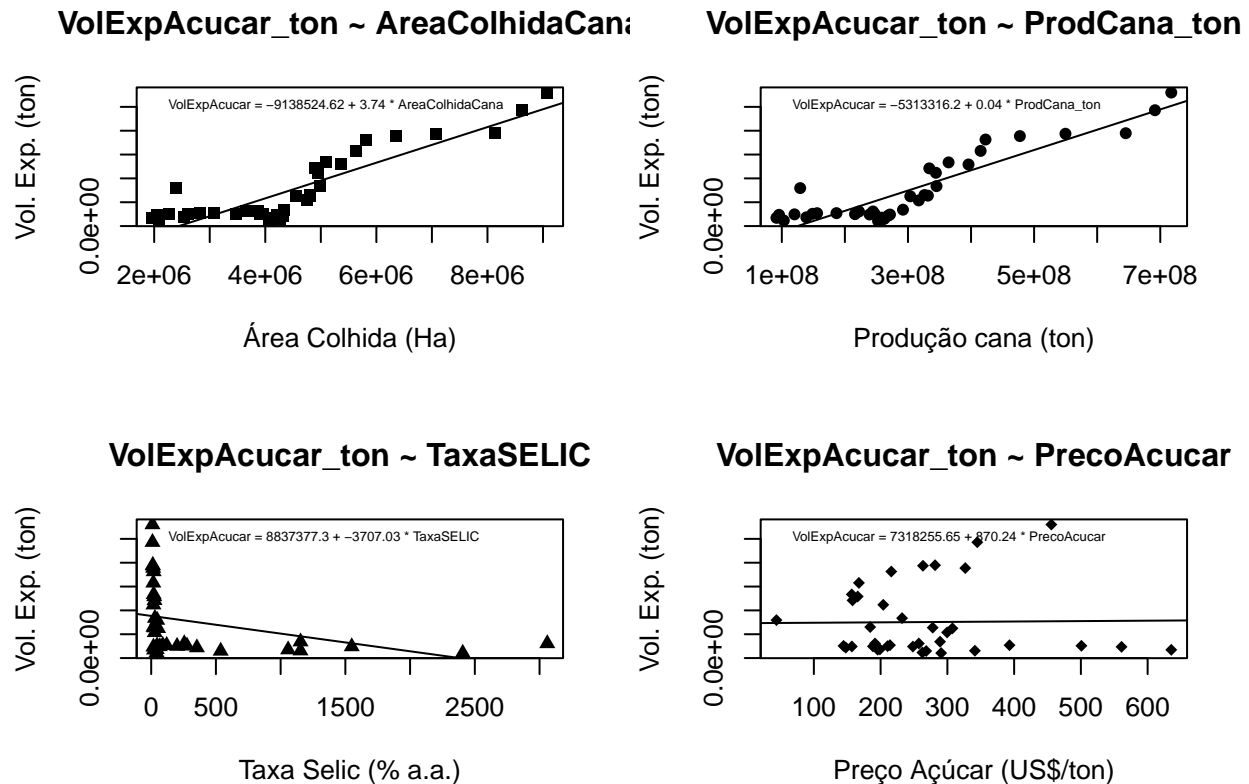 VolExpAcucar_ton ~ AreaColhidaCana
Vol. Exp. (ton)
0.0e+00
VolExpAcucar = −9138524.62 + 3.74 * AreaColhidaCana
2e+06 4e+06 6e+06 8e+06
Área Colhida (Ha)
VolExpAcucar_ton ~ ProdCana_ton
Vol. Exp. (ton)
0.0e+00
VolExpAcucar = −5313316.2 + 0.04 * ProdCana_ton
1e+08 3e+08 5e+08 7e+08
Produção cana (ton)
VolExpAcucar_ton ~ TaxaSELIC
Vol. Exp. (ton)
0.0e+00
VolExpAcucar = 8837377.3 + −3707.03 * TaxaSELIC
0 500 1500 2500
Taxa Selic (% a.a.)
VolExpAcucar_ton ~ PrecoAcucar
Vol. Exp. (ton)
0.0e+00
VolExpAcucar = 7318255.65 + 870.24 * PrecoAcucar
100 200 300 400 500 600
Preço Açúcar (US$/ton)